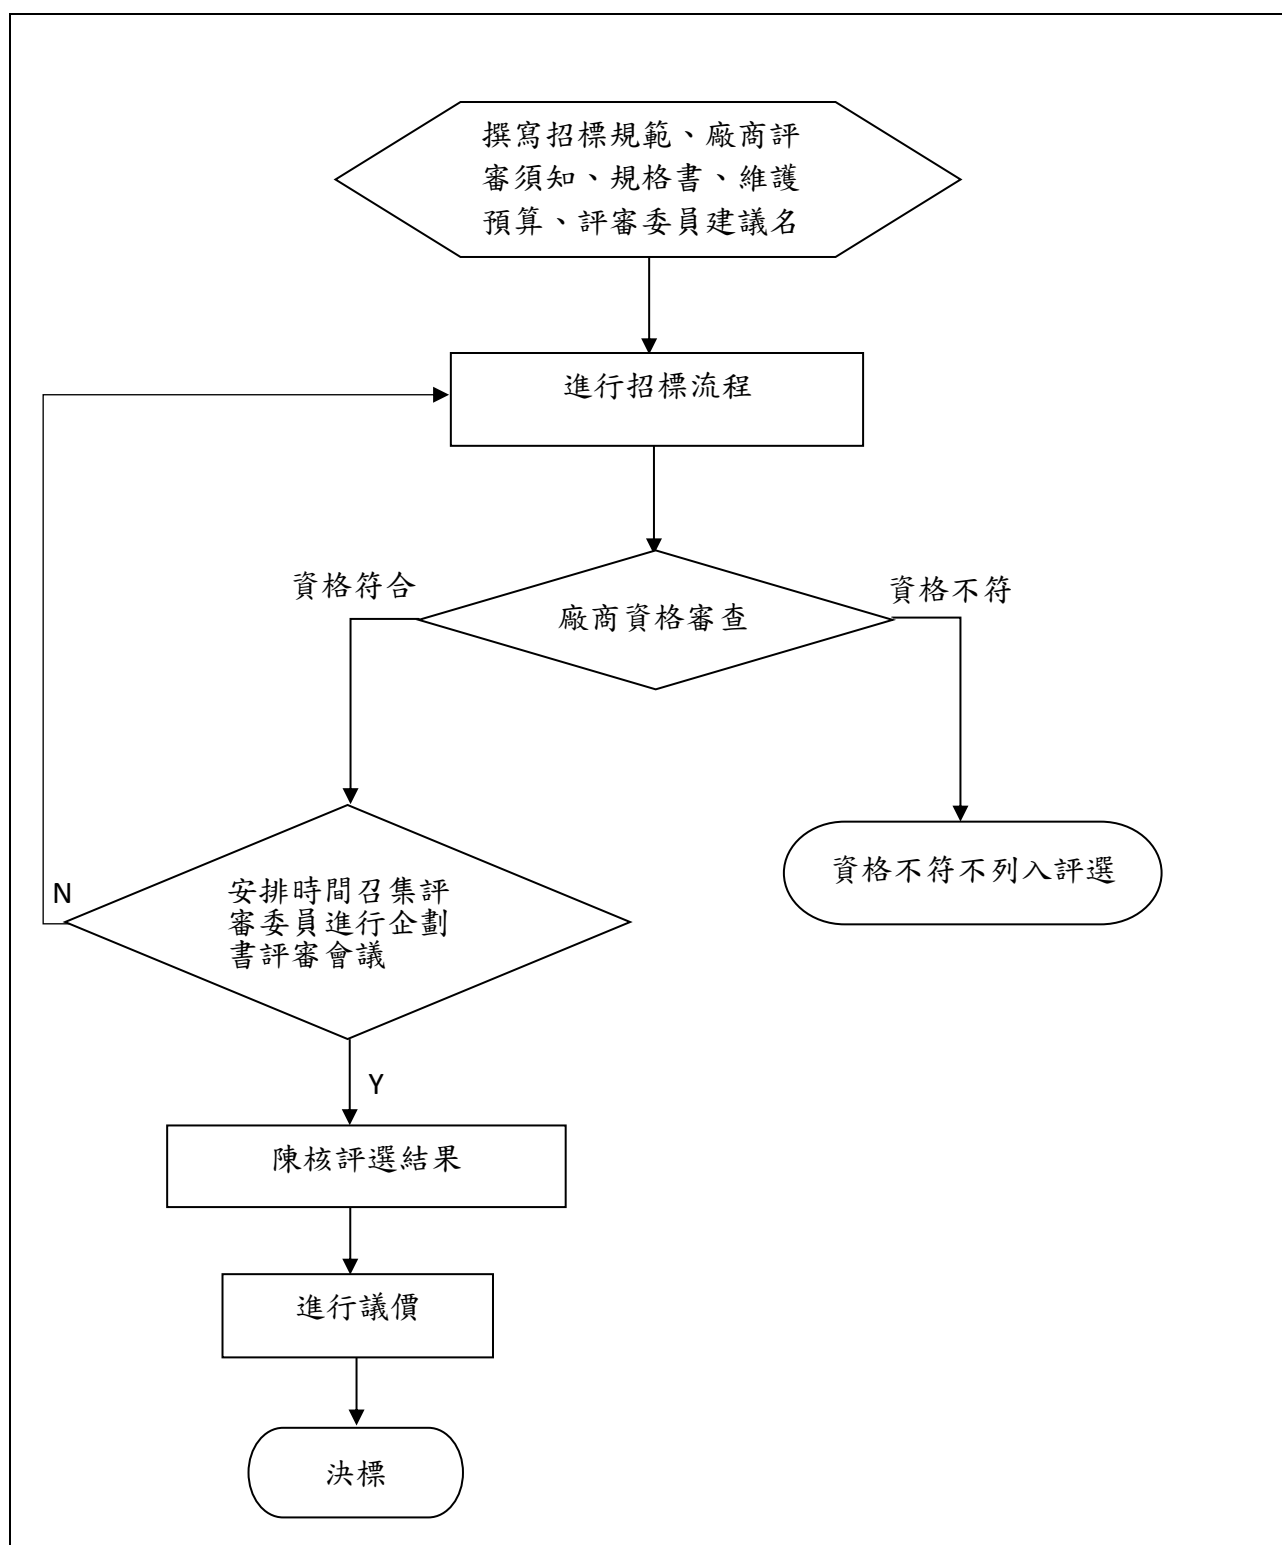 撰寫招標規範、廠商評
審須知、規格書、維護
預算、評審委員建議名
進行招標流程
資格符合
廠商資格審查
資格不符
資格不符不列入評選
N
安排時間召集評
審委員進行企劃
書評審會議
Y
陳核評選結果
進行議價
決標